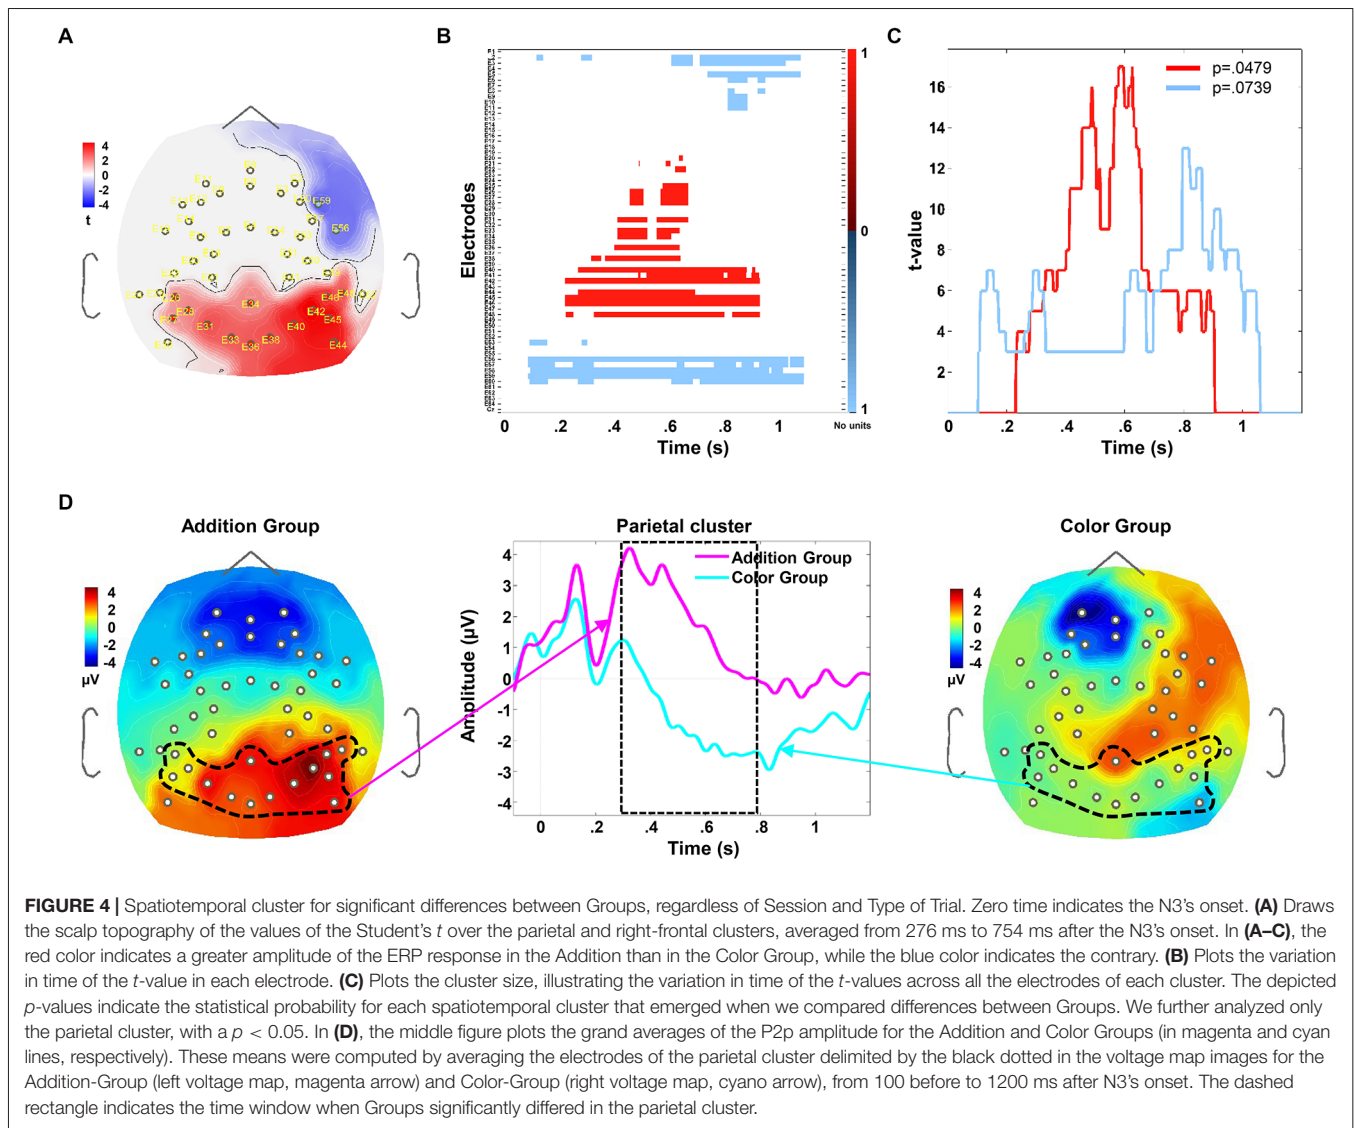 A
B
C
4
2
0
-2
-4
t
E59
E56
E34
E48
E42
E45
E28
E31
E40
E33
E38
E36
E44
Electrodes
0
.2
.4
.6
.8
1
Time (s)
1
0
1
No units
t-value
16
14
12
10
8
6
4
2
p=.0479
p=.0739
0
.2
.4
.6
.8
1
Time (s)
D
Addition Group
Parietal cluster
Color Group
4
2
0
-2
-4
µV
Amplitude (µV)
4
3
2
1
0
-1
-2
-3
-4
Addition Group
Color Group
0
.2
.4
.6
.8
1
Time (s)
4
2
0
-2
-4
µV
FIGURE 4 | Spatiotemporal cluster for significant differences between Groups, regardless of Session and Type of Trial. Zero time indicates the N3's onset. (A) Draws
the scalp topography of the values of the Student's t over the parietal and right-frontal clusters, averaged from 276 ms to 754 ms after the N3's onset. In (A–C), the
red color indicates a greater amplitude of the ERP response in the Addition than in the Color Group, while the blue color indicates the contrary. (B) Plots the variation
in time of the t-value in each electrode. (C) Plots the cluster size, illustrating the variation in time of the t-values across all the electrodes of each cluster. The depicted
p-values indicate the statistical probability for each spatiotemporal cluster that emerged when we compared differences between Groups. We further analyzed only
the parietal cluster, with a p < 0.05. In (D), the middle figure plots the grand averages of the P2p amplitude for the Addition and Color Groups (in magenta and cyan
lines, respectively). These means were computed by averaging the electrodes of the parietal cluster delimited by the black dotted in the voltage map images for the
Addition-Group (left voltage map, magenta arrow) and Color-Group (right voltage map, cyano arrow), from 100 before to 1200 ms after N3's onset. The dashed
rectangle indicates the time window when Groups significantly differed in the parietal cluster.